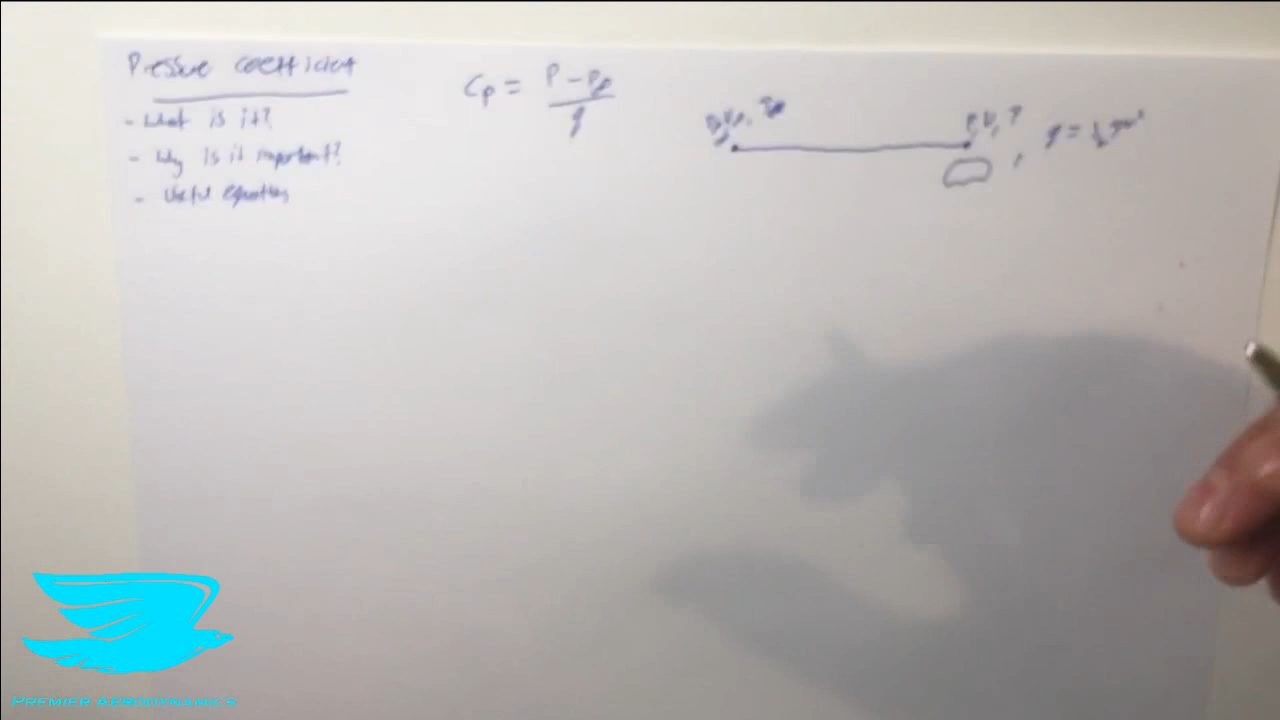 Pressure coefficient
- What is it?
- Why is it important?
- Useful equations
Cp = P - P∞ / q
P, V, T
q = ½ρv²
PREMIER AERODYNAMICS